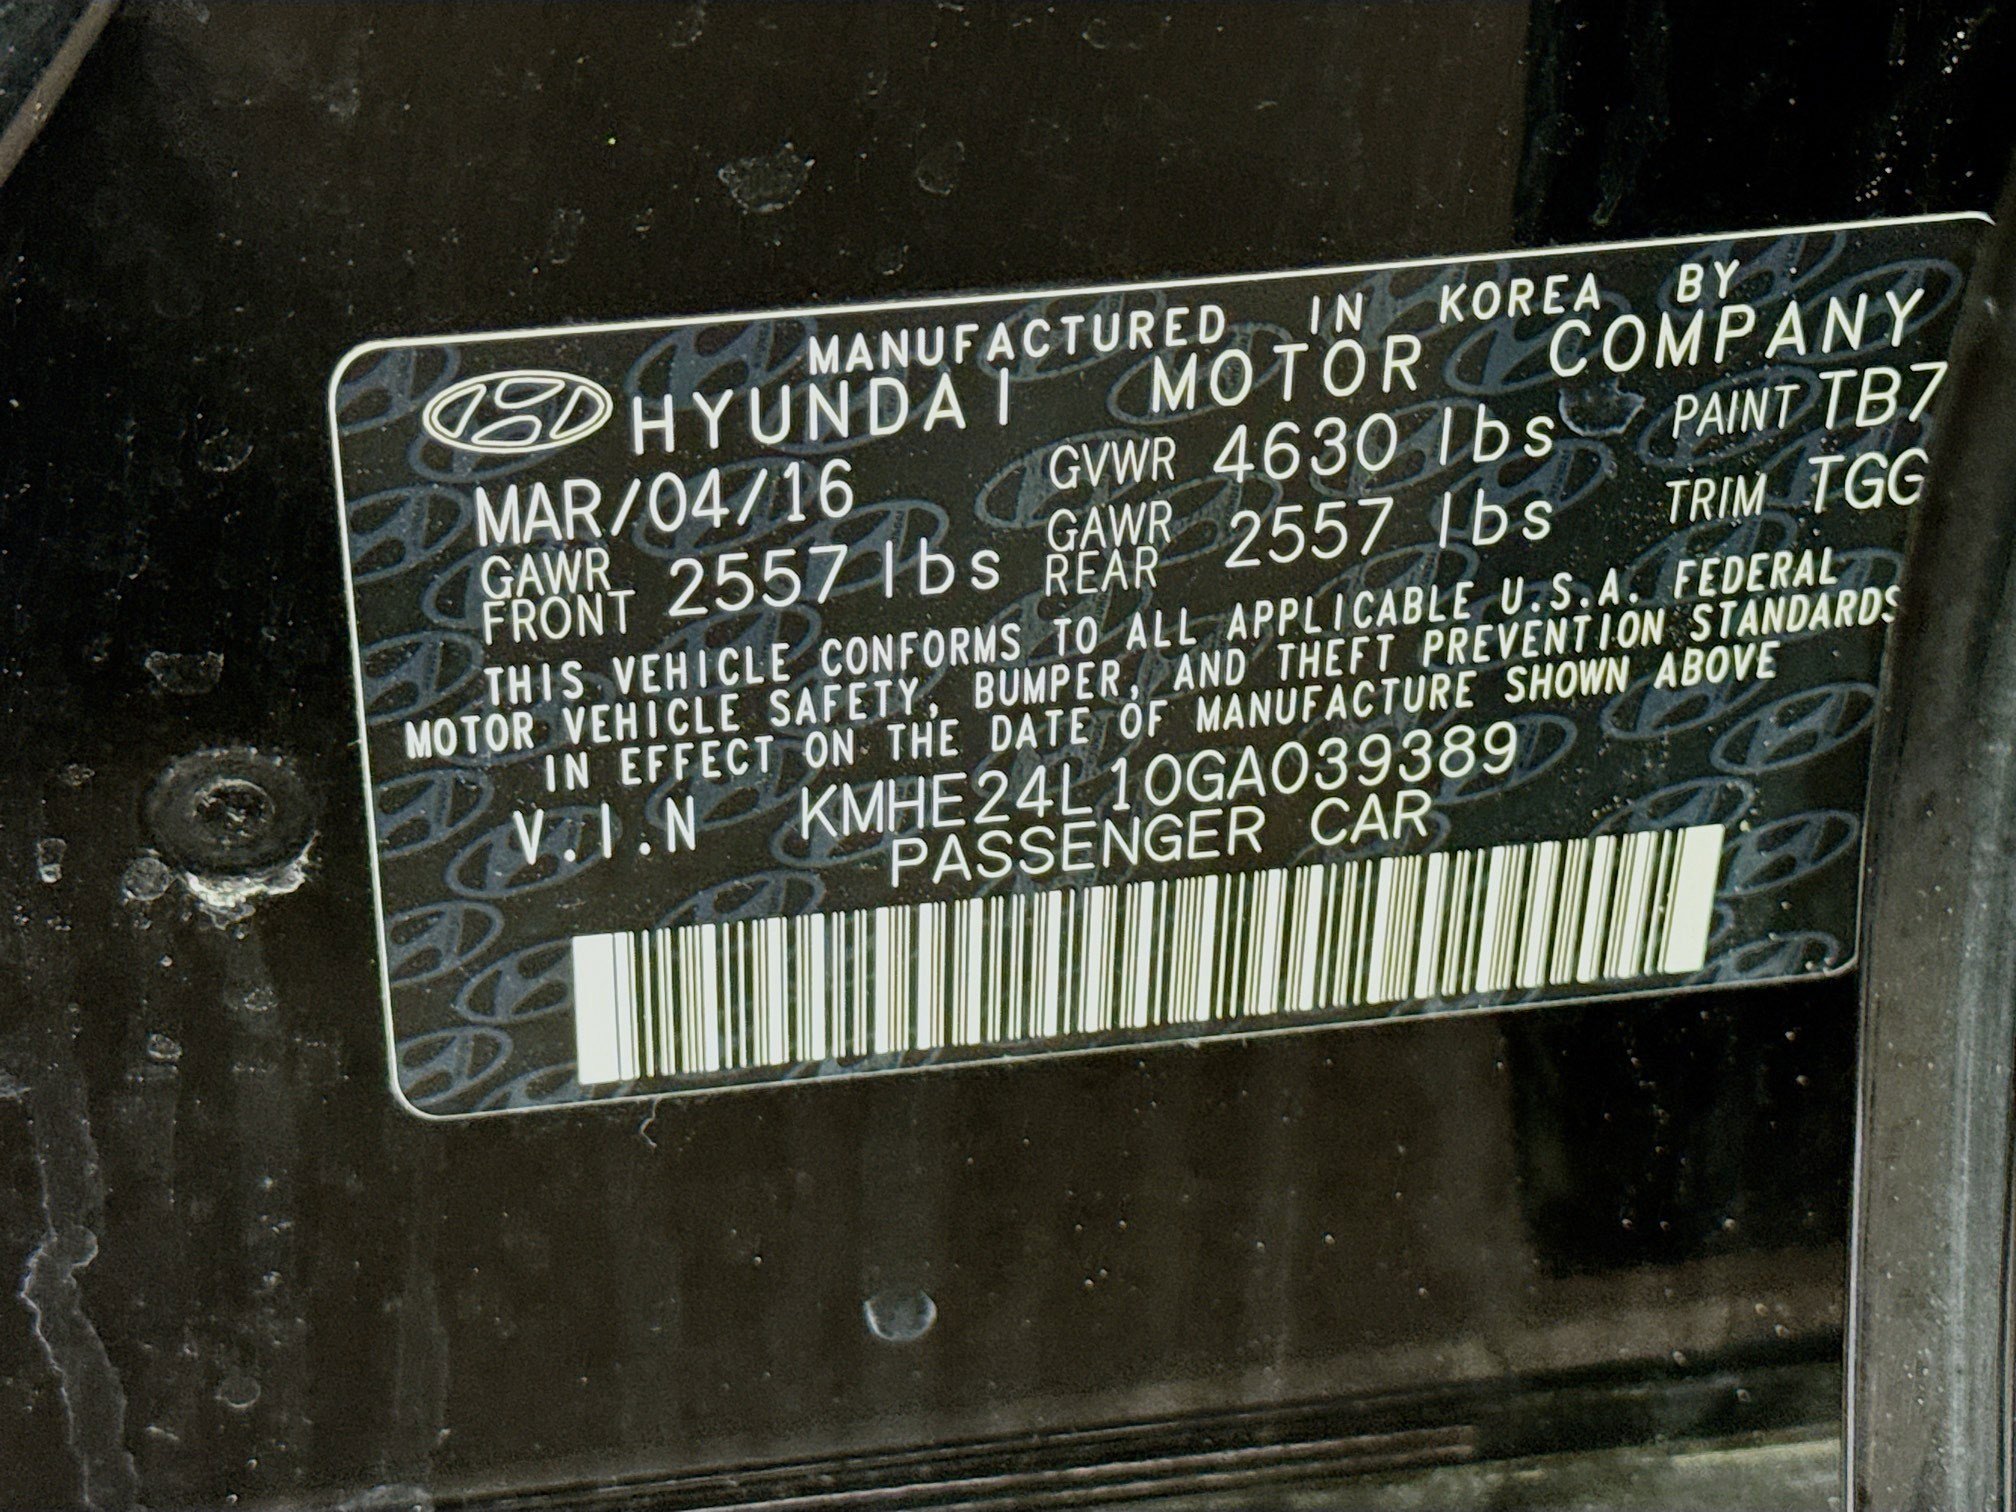 MANUFACTURED IN KOREA BY
HYUNDAI MOTOR COMPANY
MAR/04/16 GVWR 4630 lbs PAINT TB7
GAWR FRONT 2557 lbs GAWR REAR 2557 lbs TRIM TGG
THIS VEHICLE CONFORMS TO ALL APPLICABLE U.S.A. FEDERAL
MOTOR VEHICLE SAFETY, BUMPER, AND THEFT PREVENTION STANDARDS
IN EFFECT ON THE DATE OF MANUFACTURE SHOWN ABOVE
V.I.N KMHE24L10GA039389
PASSENGER CAR